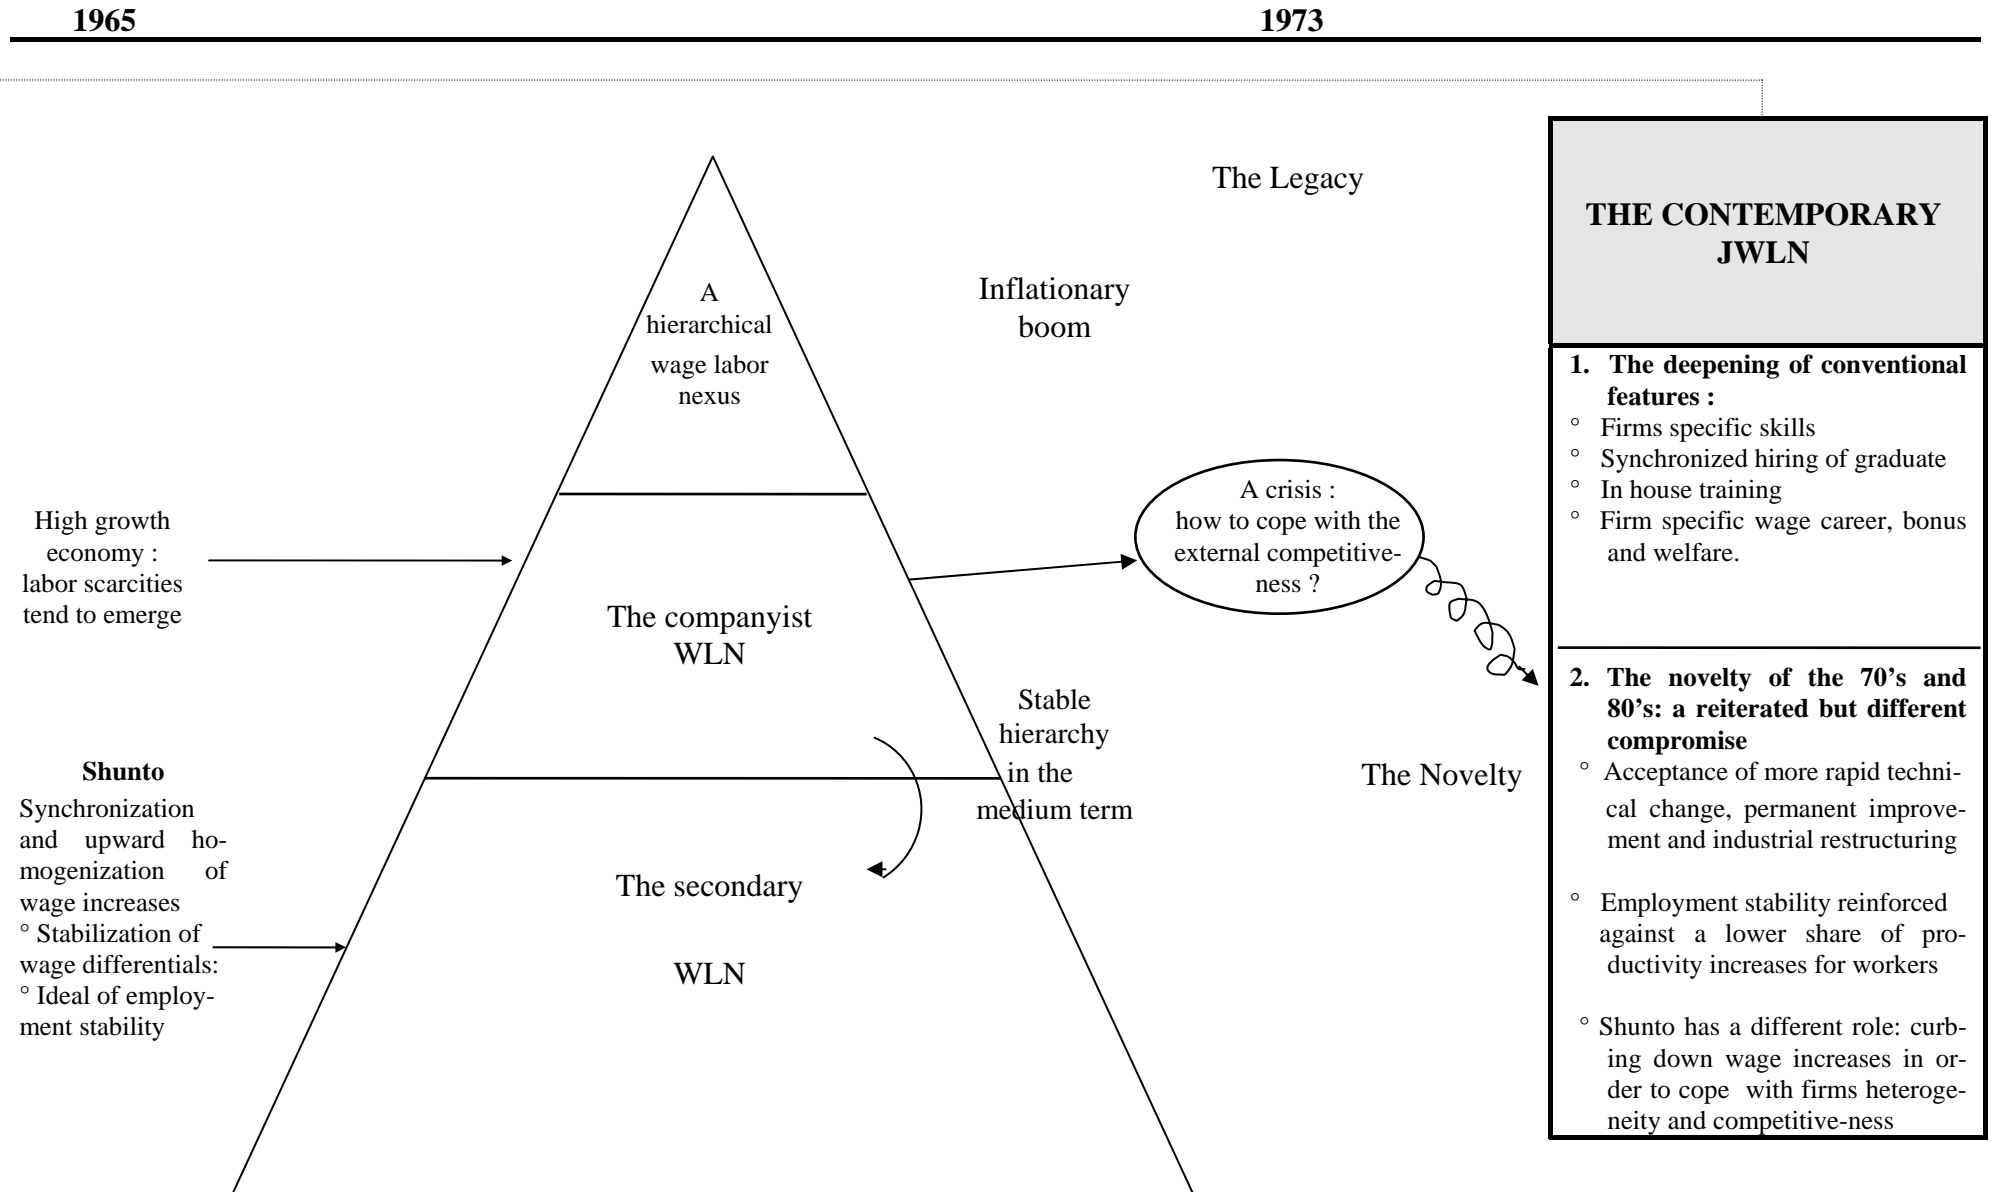 1965
1973
The Legacy
THE CONTEMPORARY
JWLN
Inflationary
boom
A
hierarchical
wage labor
nexus
High growth
economy :
labor scarcities
tend to emerge
A crisis :
how to cope with the
external competitive-
ness ?
The companyist
WLN
Stable
hierarchy
in the
medium term
The Novelty
Shunto
Synchronization
and upward ho-
mogenization of
wage increases
° Stabilization of
wage differentials:
° Ideal of employ-
ment stability
The secondary
WLN
1. The deepening of conventional
features :
° Firms specific skills
° Synchronized hiring of graduate
° In house training
° Firm specific wage career, bonus
and welfare.
2. The novelty of the 70’s and
80’s: a reiterated but different
compromise
° Acceptance of more rapid techni-
cal change, permanent improve-
ment and industrial restructuring
° Employment stability reinforced
against a lower share of pro-
ductivity increases for workers
° Shunto has a different role: curb-
ing down wage increases in or-
der to cope with firms heteroge-
neity and competitive-ness